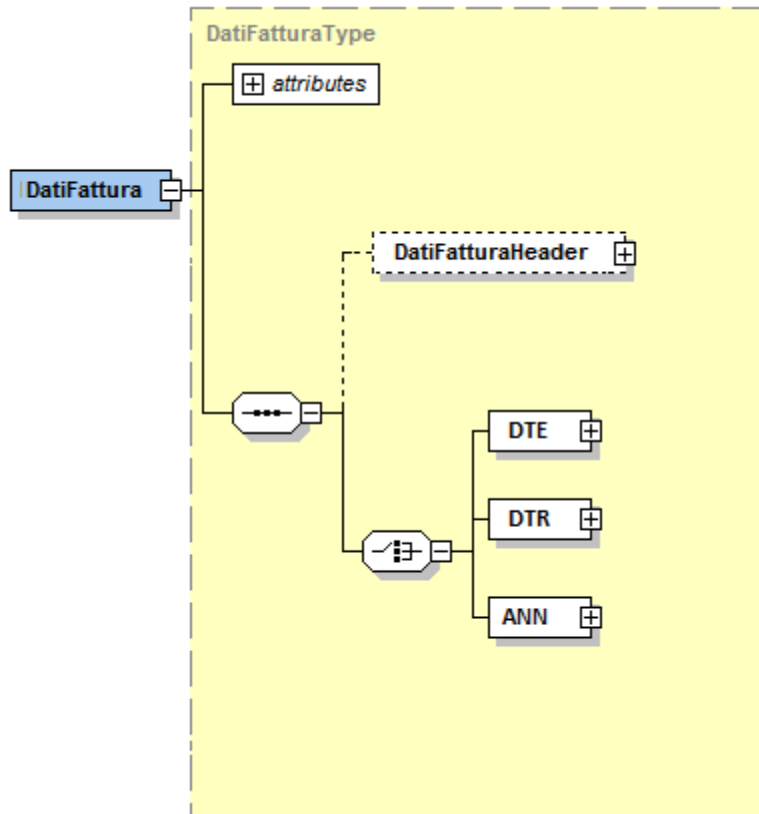 DatiFatturaType
attributes
DatiFattura
DatiFatturaHeader
DTE
DTR
ANN